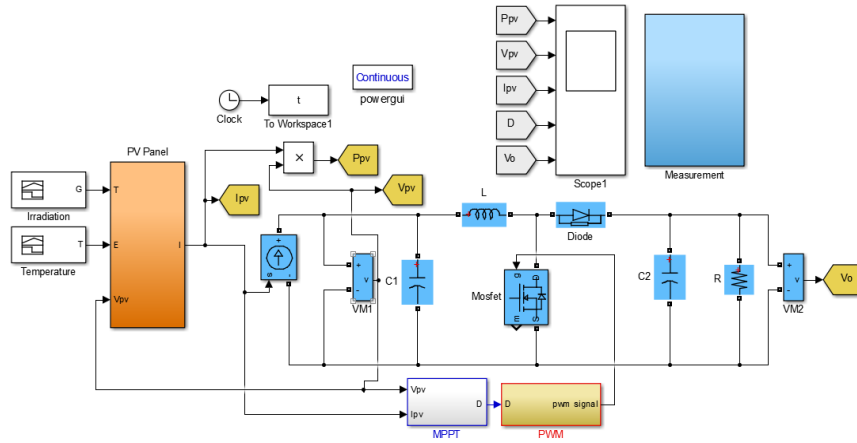 Ppv
Vpv
Ipv
D
Vo
Scope1
Measurement
Continuous
powergui
Clock
t
To Workspace1
PV Panel
×
Ppv
Vpv
Ipv
G
Irradiation
T
Temperature
T
E
Vpv
I
+
-
s
+
-
v
VM1
+
C1
L
Diode
g
D
m
S
Mosfet
+
C2
R
+
-
v
VM2
Vo
Vpv
Ipv
D
MPPT
D
pwm signal
PWM